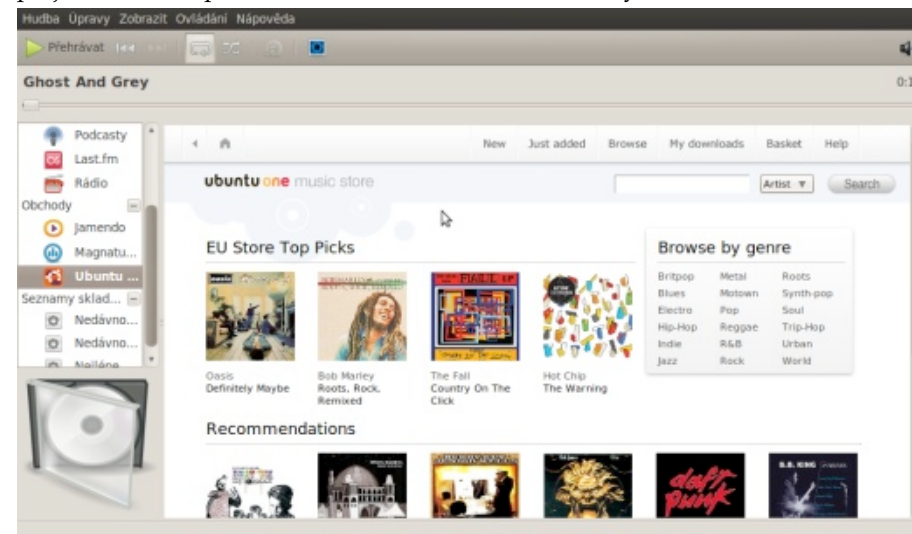 Hudba Úpravy Zobrazit Ovládání Nápověda
Přehrávat
Ghost And Grey
Podcasty
Last.fm
Rádio
Obchody
Jamendo
Magnatu...
Ubuntu ...
Seznamy sklad...
Nedávno...
Nedávno...
New Just added Browse My downloads Basket Help
ubuntu one music store
Artist ▼ Search
EU Store Top Picks
Oasis
Definitely Maybe
Bob Marley
Roots, Rock,
Remixed
The Fall
Country On The
Click
Hot Chip
The Warning
Browse by genre
Britpop Metal Roots
Blues Motown Synth-pop
Electro Pop Soul
Hip-Hop Reggae Trip-Hop
Indie R&B Urban
Jazz Rock World
Recommendations
daft
punk
B.B. KING